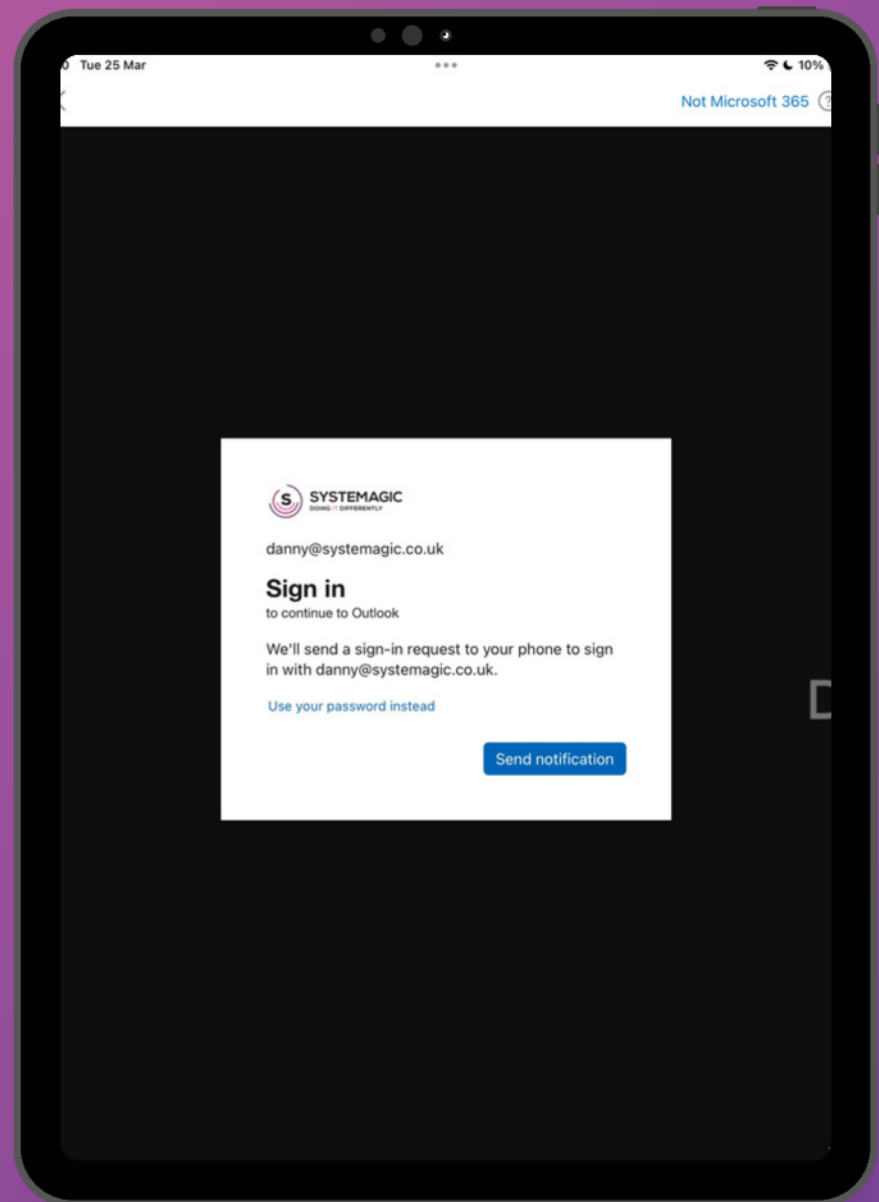 Tue 25 Mar
10%
Not Microsoft 365 ?
S SYSTEMAGIC
DOING IT DIFFERENTLY
danny@systemagic.co.uk
Sign in
to continue to Outlook
We'll send a sign-in request to your phone to sign
in with danny@systemagic.co.uk.
Use your password instead
Send notification